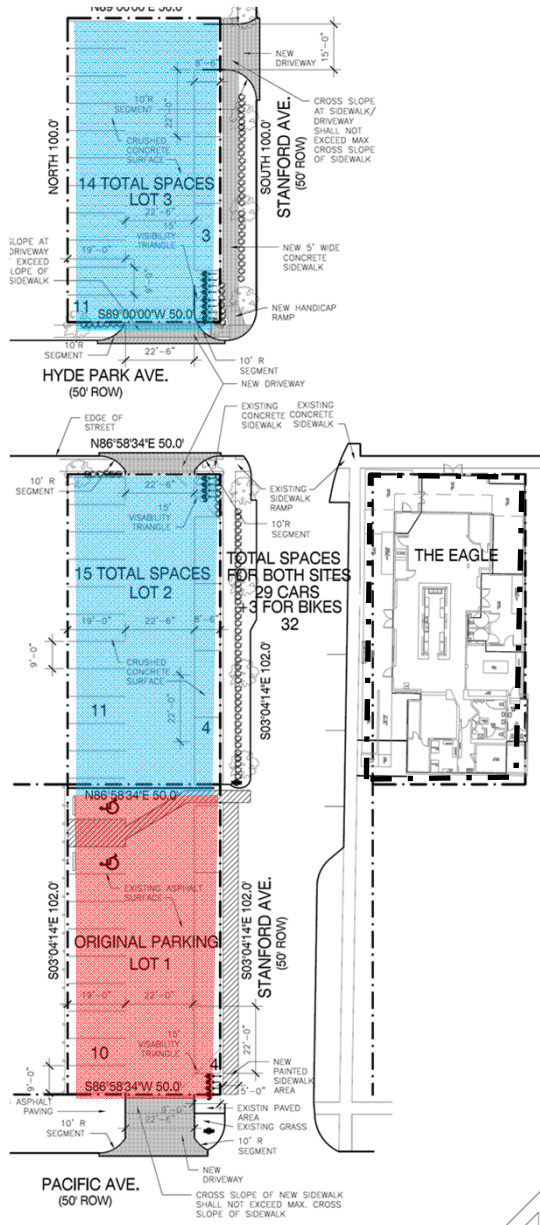 N89°00'00"E 50.0'
15'-0"
8'-6"
NEW
DRIVEWAY
10'R
SEGMENT
22'-0"
CROSS SLOPE
AT SIDEWALK/
DRIVEWAY
SHALL NOT
EXCEED MAX
CROSS SLOPE
OF SIDEWALK
CRUSHED
CONCRETE
SURFACE
NORTH 100.0'
SOUTH 100.0'
STANFORD AVE.
(50' ROW)
14 TOTAL SPACES
LOT 3
22'-6"
15'
VISIBILITY
TRIANGLE
3
19'-0"
SLOPE AT
DRIVEWAY
EXCEED
SLOPE OF
SIDEWALK
9'-0"
NEW 5' WIDE
CONCRETE
SIDEWALK
11
S89°00'00"W 50.0'
NEW HANDICAP
RAMP
10'R
SEGMENT
22'-6"
10' R
SEGMENT
HYDE PARK AVE.
(50' ROW)
NEW DRIVEWAY
EDGE OF
STREET
N86°58'34"E 50.0'
EXISTING
CONCRETE
SIDEWALK
EXISTING
CONCRETE
SIDEWALK
10' R
SEGMENT
22'-6"
15'
VISABILITY
TRIANGLE
EXISTING
SIDEWALK
RAMP
10'R
SEGMENT
THE EAGLE
15 TOTAL SPACES
LOT 2
TOTAL SPACES
FOR BOTH SITES
29 CARS
+3 FOR BIKES
32
19'-0"
22'-6"
8'-6"
9'-0"
CRUSHED
CONCRETE
SURFACE
22'-0"
11
4
S03°04'14"E 102.0'
N86°58'34"E 50.0'
EXISTING ASPHALT
SURFACE
S03°04'14"E 102.0'
S03°04'14"E 102.0'
STANFORD AVE.
(50' ROW)
ORIGINAL PARKING
LOT 1
19'-0"
22'-0"
22'-0"
15'
VISABILITY
TRIANGLE
10
4
9'-0"
S86°58'34"W 50.0'
NEW
PAINTED
SIDEWALK
AREA
5'-0"
ASPHALT
PAVING
9'-0"
22'-6"
EXISTIN PAVED
AREA
EXISTING GRASS
10' R
SEGMENT
10' R
SEGMENT
NEW
DRIVEWAY
PACIFIC AVE.
(50' ROW)
CROSS SLOPE OF NEW SIDEWALK
SHALL NOT EXCEED MAX. CROSS
SLOPE OF SIDEWALK